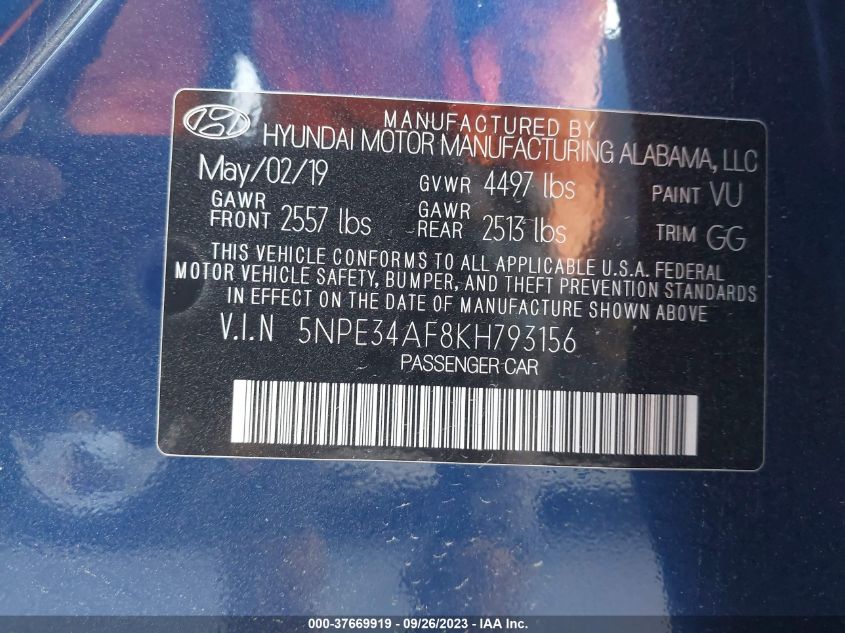 MANUFACTURED BY
HYUNDAI MOTOR MANUFACTURING ALABAMA, LLC
May/02/19 GVWR 4497 lbs PAINT VU
GAWR FRONT 2557 lbs GAWR REAR 2513 lbs TRIM GG
THIS VEHICLE CONFORMS TO ALL APPLICABLE U.S.A. FEDERAL
MOTOR VEHICLE SAFETY, BUMPER, AND THEFT PREVENTION STANDARDS
IN EFFECT ON THE DATE OF MANUFACTURE SHOWN ABOVE
V.I.N 5NPE34AF8KH793156
PASSENGER CAR
000-37669919 - 09/26/2023 - IAA Inc.